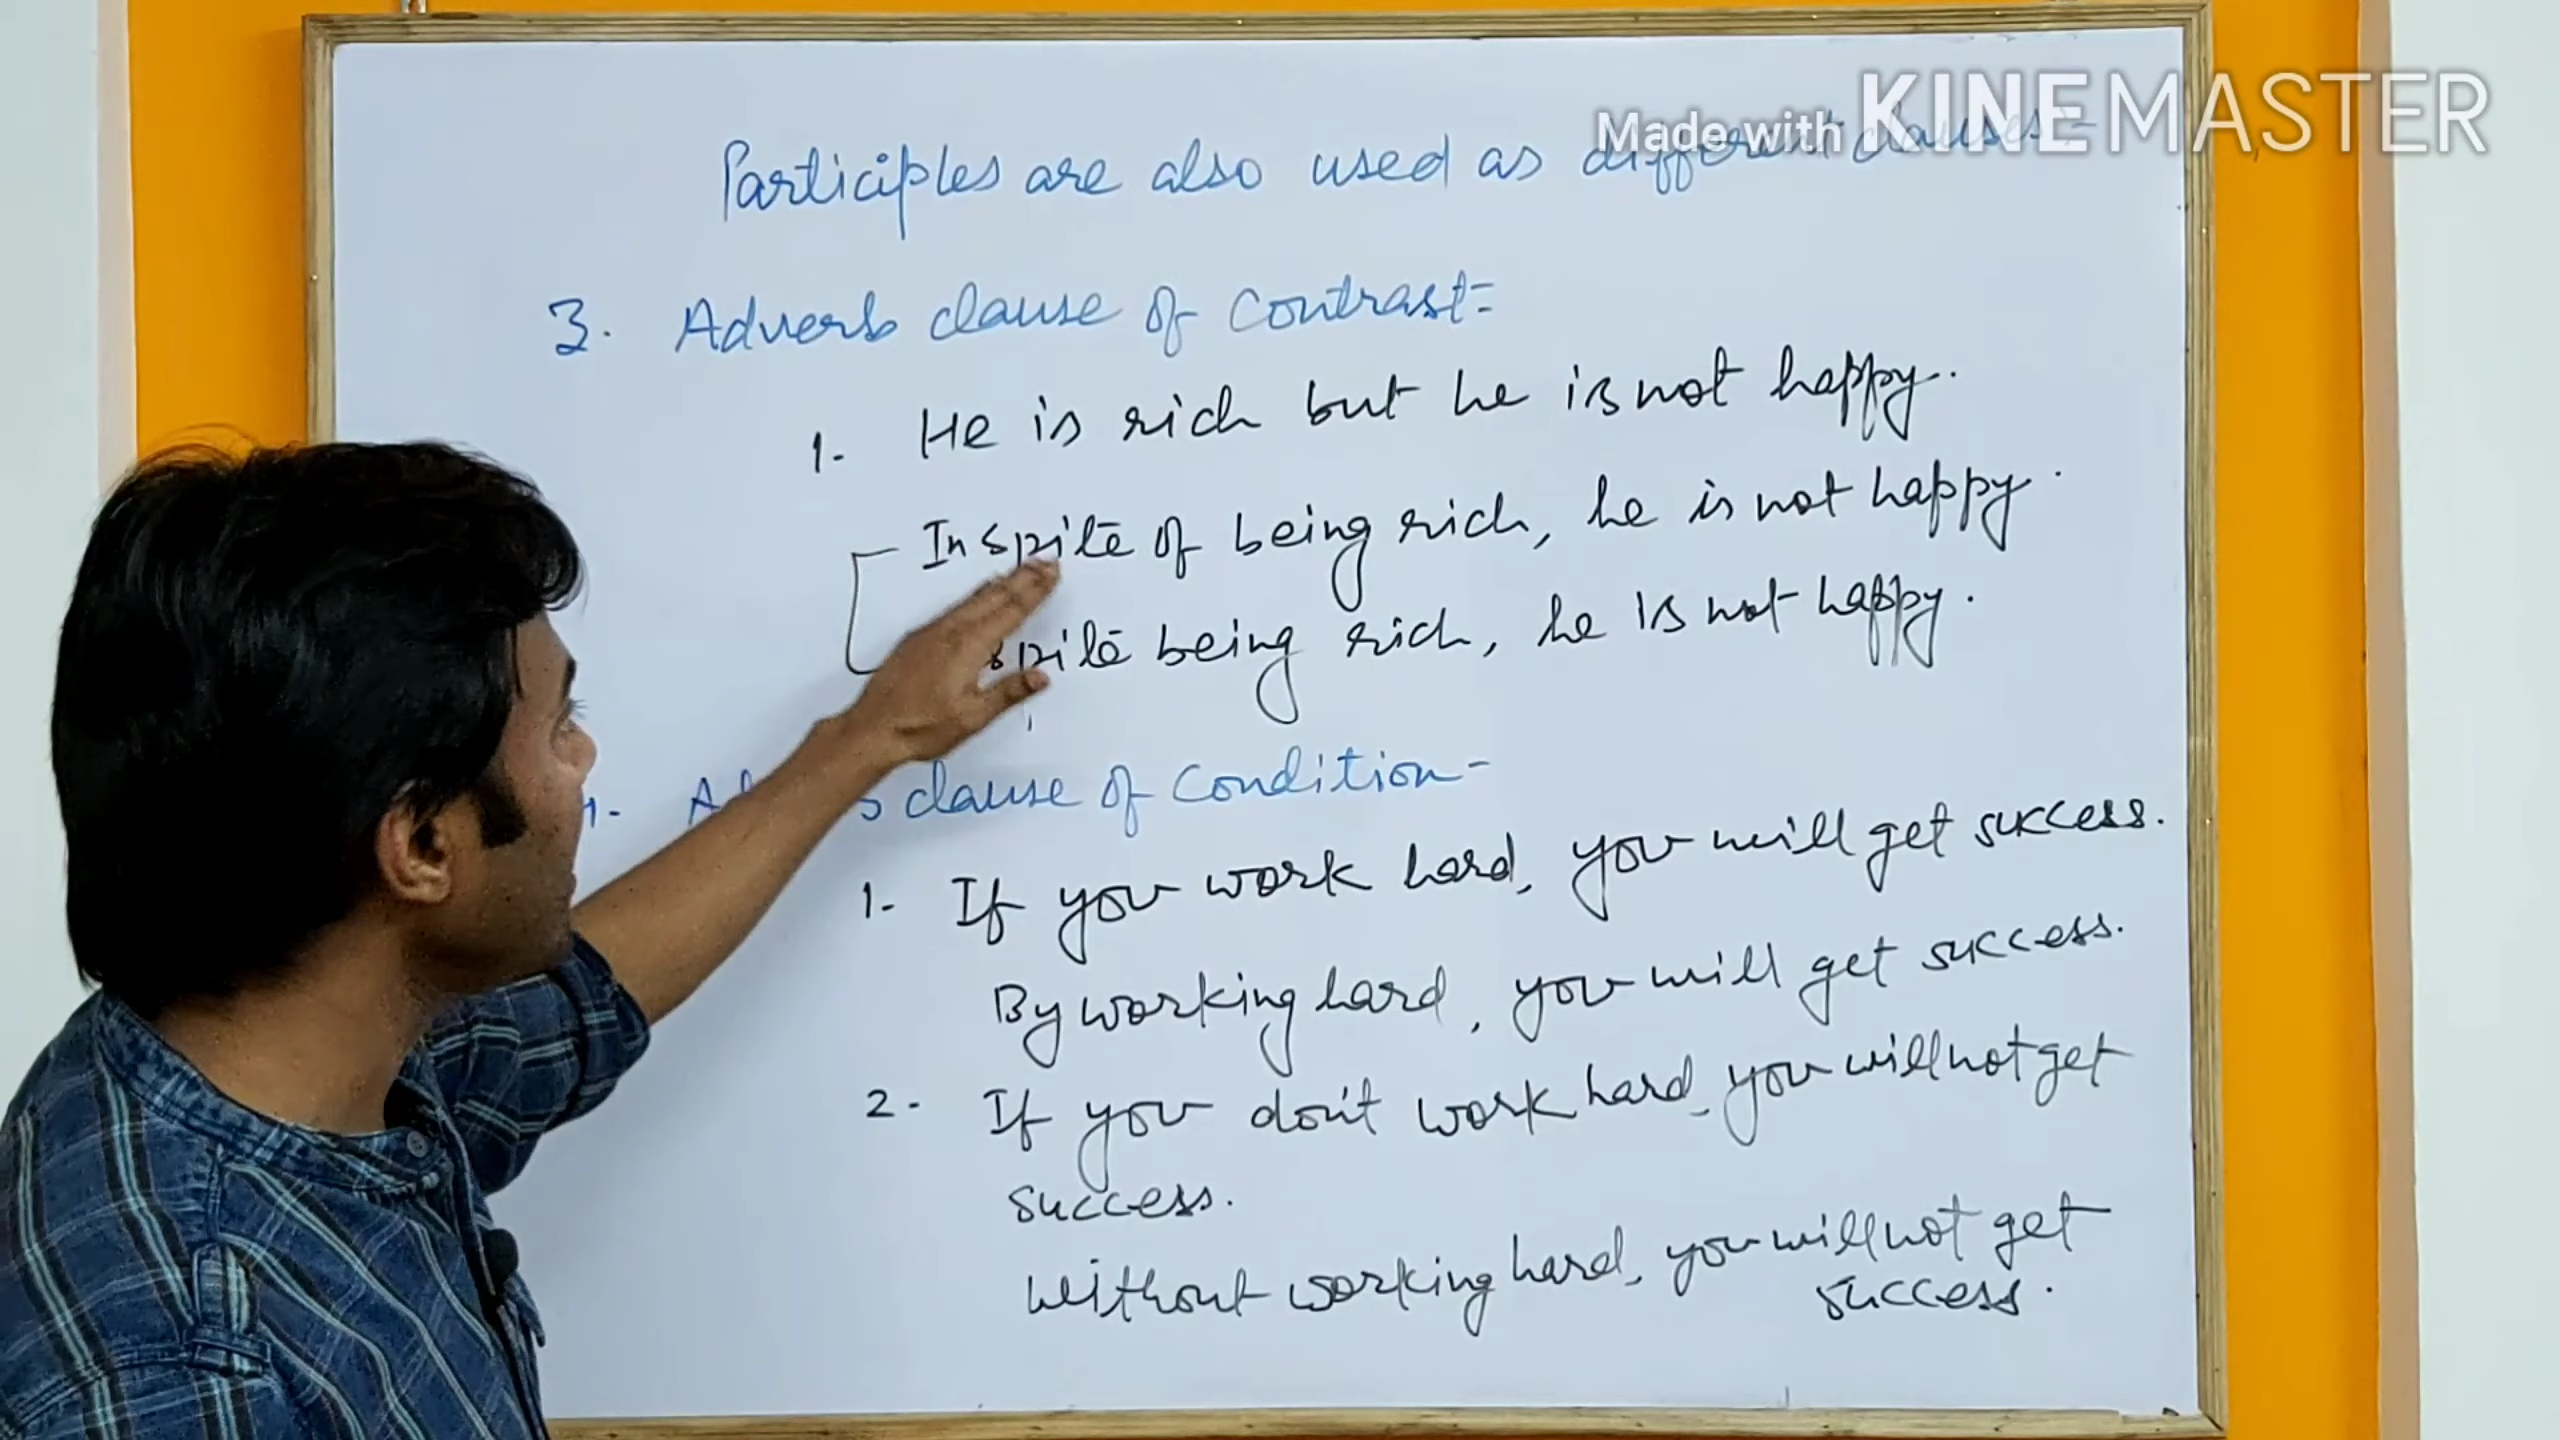 Made with KINEMASTER
Participles are also used as different clauses:-
3. Adverb clause of contrast=
1- He is rich but he is not happy.
Inspite of being rich, he is not happy.
spite being rich, he is not happy.
clause of condition-
1- If you work hard, you will get success.
By working hard, you will get success.
2- If you don't work hard, you will not get
success.
Without working hard, you will not get
success.